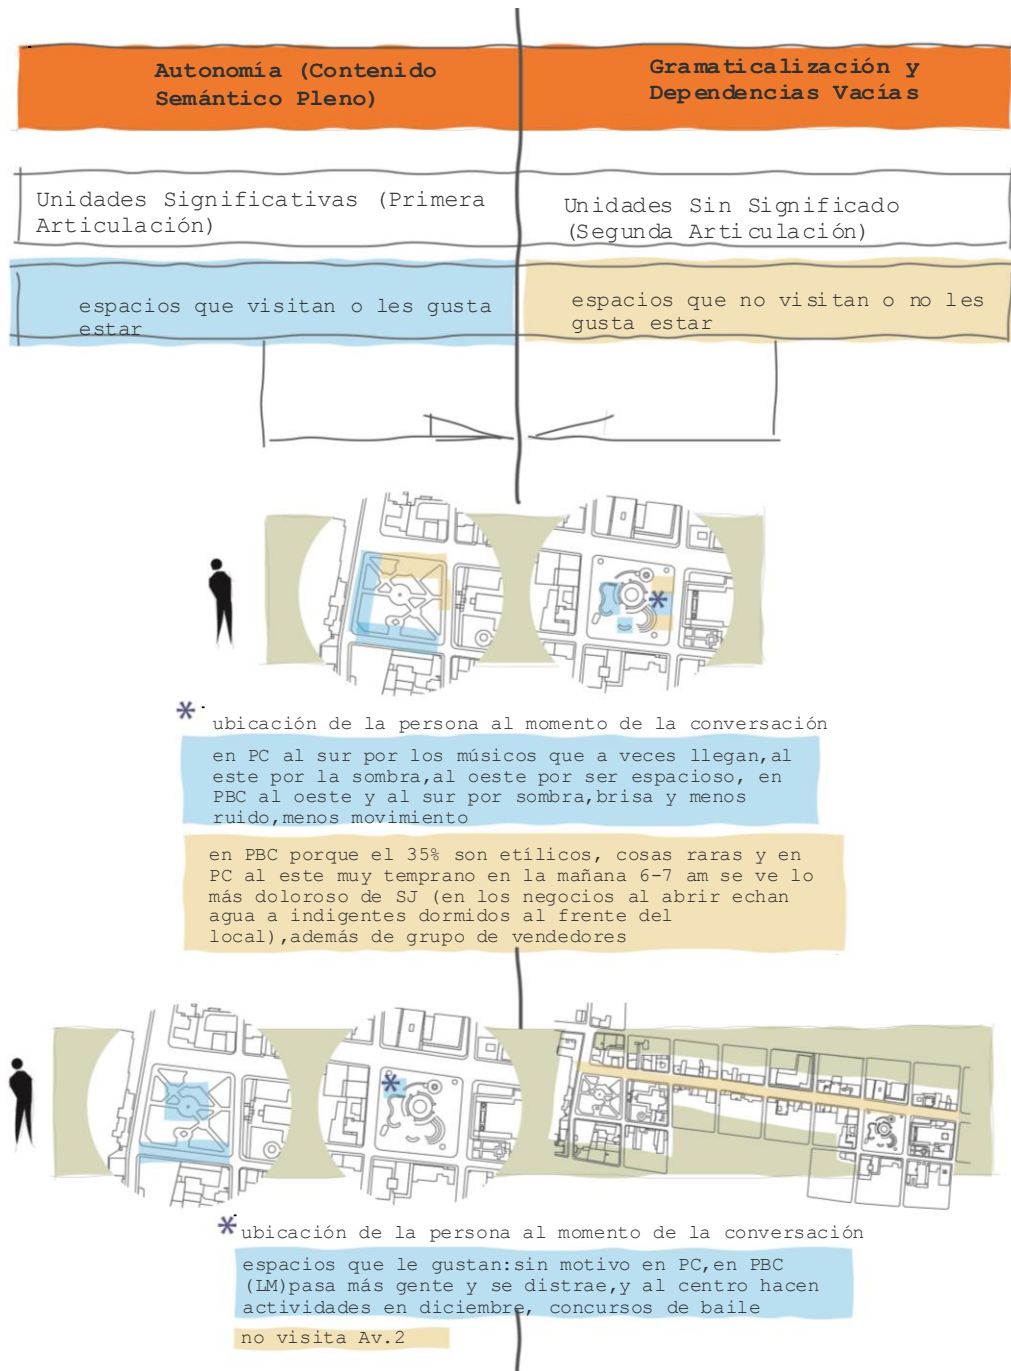 Autonomía (Contenido
Semántico Pleno)
Gramaticalización y
Dependencias Vacías
Unidades Significativas (Primera
Articulación)
Unidades Sin Significado
(Segunda Articulación)
espacios que visitan o les gusta
estar
espacios que no visitan o no les
gusta estar
* ubicación de la persona al momento de la conversación
en PC al sur por los músicos que a veces llegan,al
este por la sombra,al oeste por ser espacioso, en
PBC al oeste y al sur por sombra,brisa y menos
ruido,menos movimiento
en PBC porque el 35% son etílicos, cosas raras y en
PC al este muy temprano en la mañana 6-7 am se ve lo
más doloroso de SJ (en los negocios al abrir echan
agua a indigentes dormidos al frente del
local),además de grupo de vendedores
* ubicación de la persona al momento de la conversación
espacios que le gustan:sin motivo en PC,en PBC
(LM)pasa más gente y se distrae,y al centro hacen
actividades en diciembre, concursos de baile
no visita Av.2